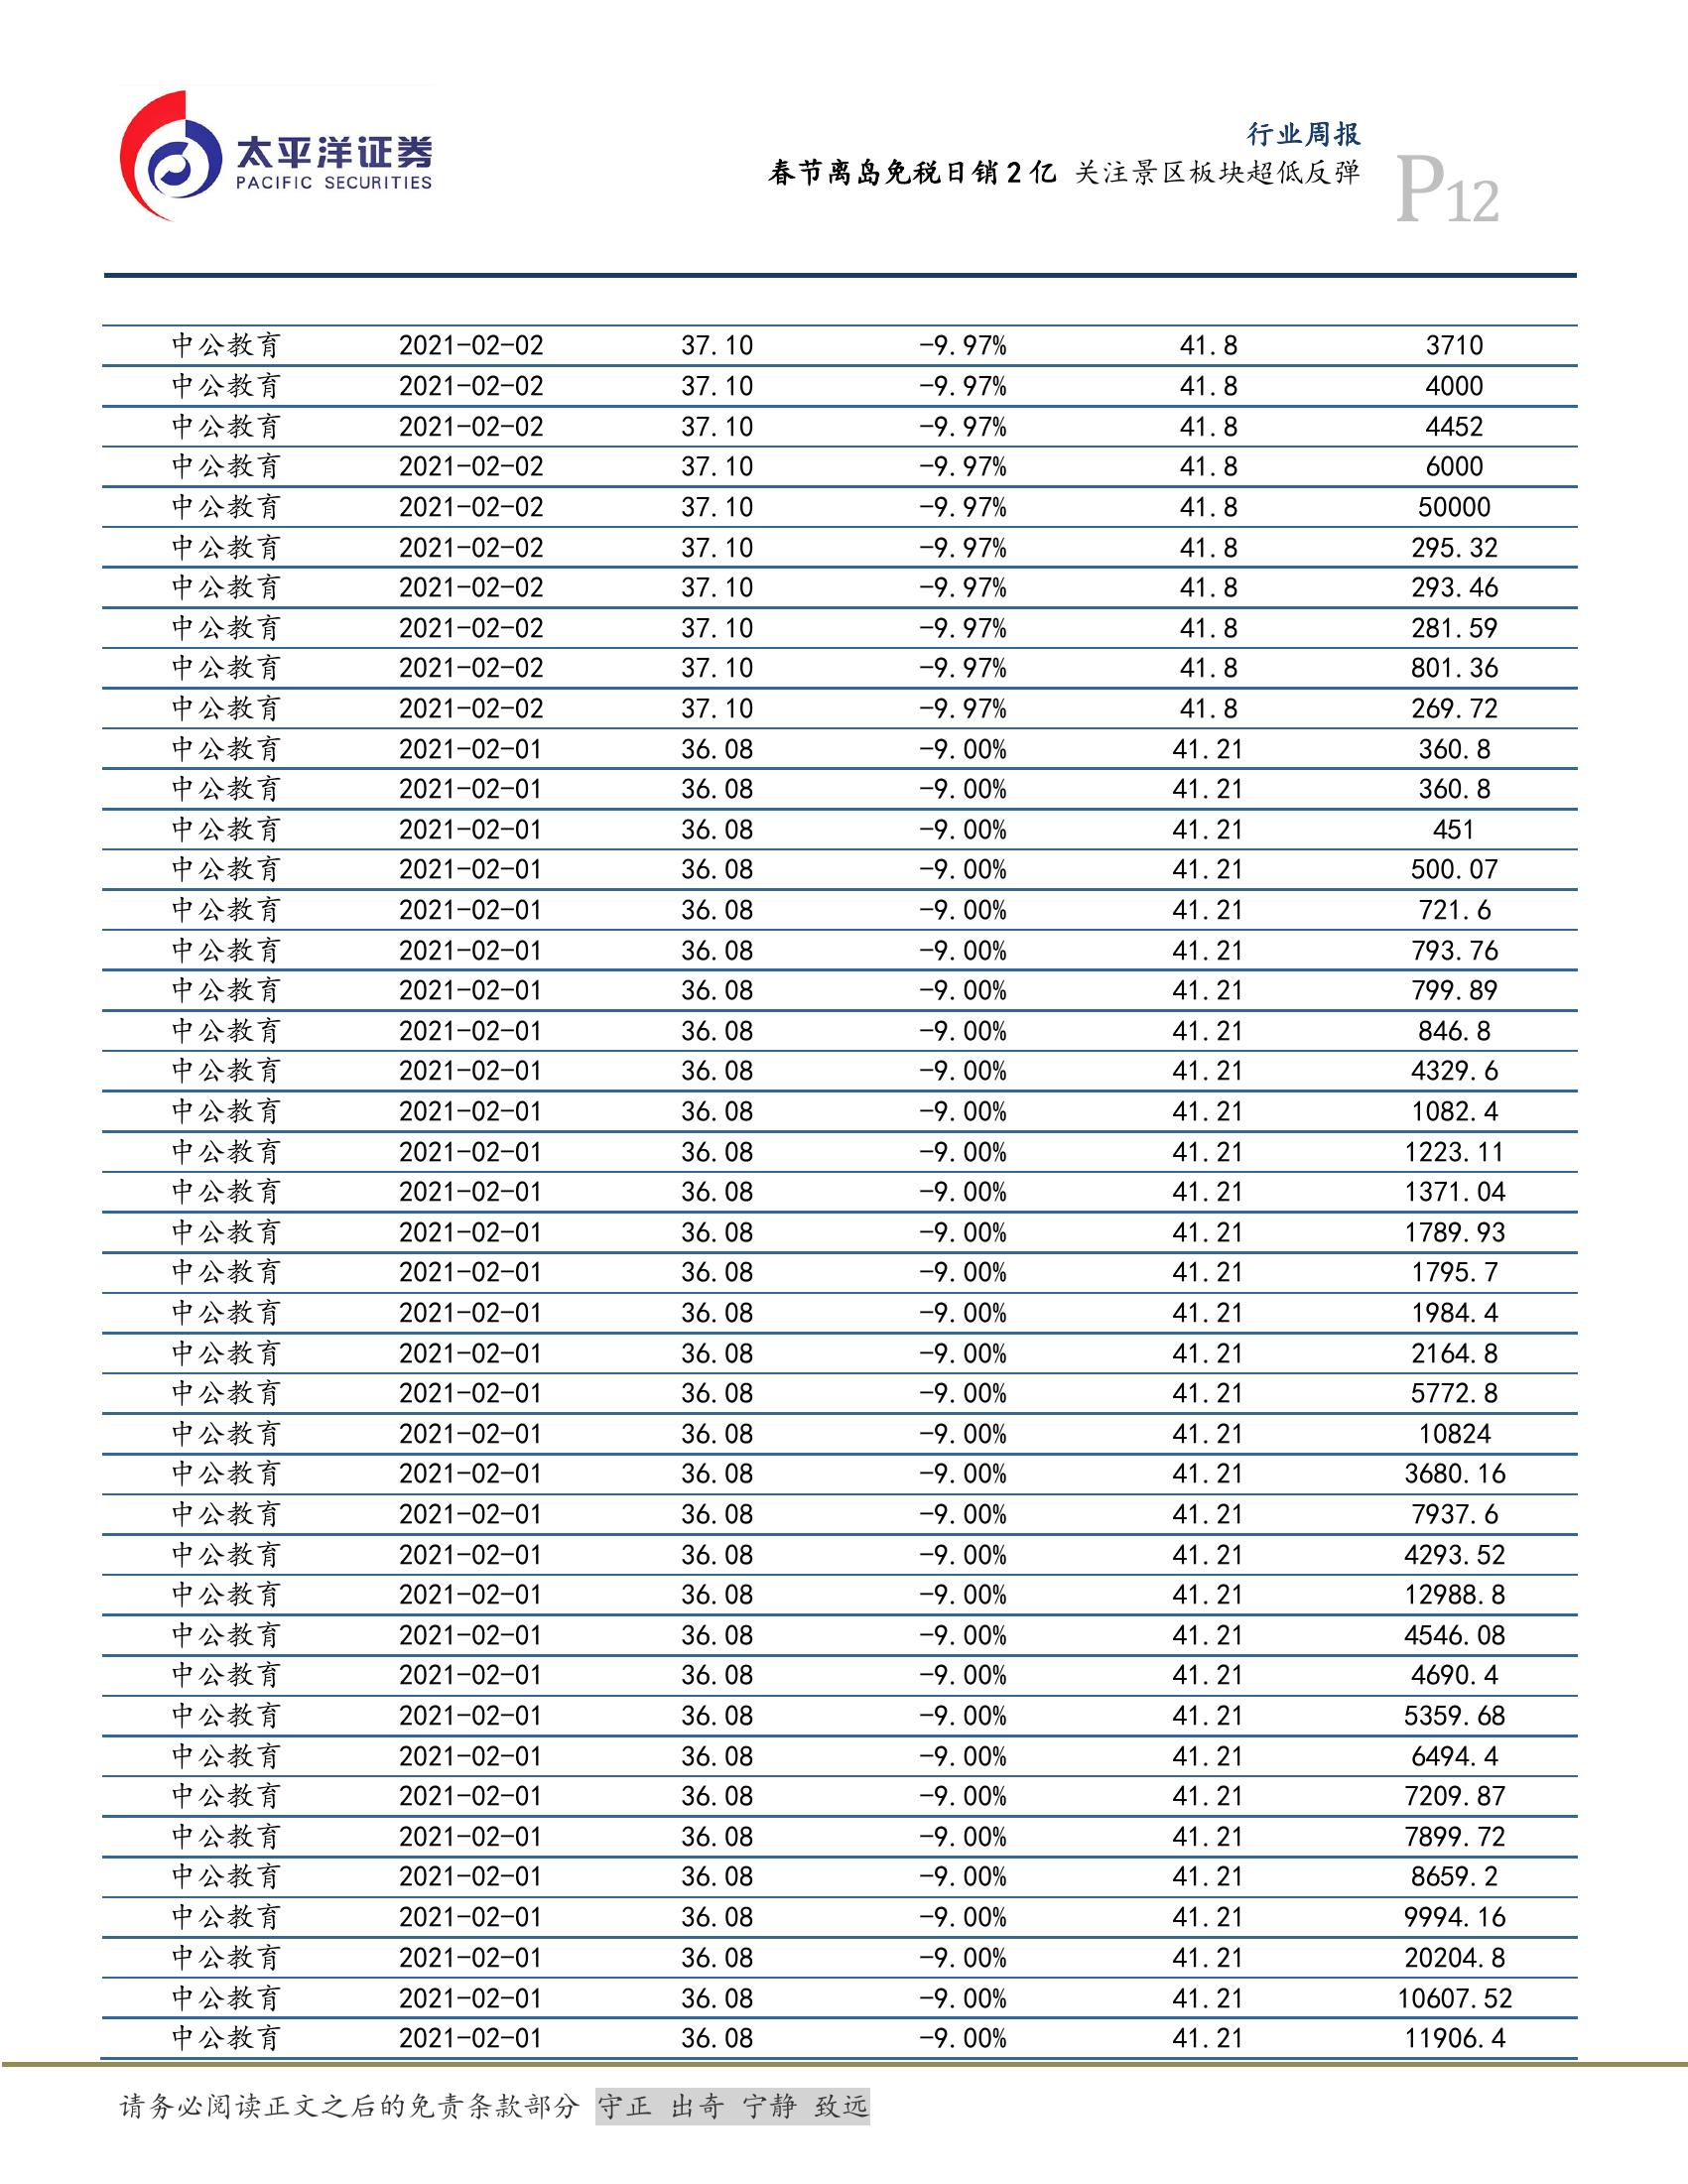 太平洋证券
PACIFIC SECURITIES
行业周报
春节离岛免税日销2亿 关注景区板块超低反弹
P12
中公教育 2021-02-02 37.10 -9.97% 41.8 3710
中公教育 2021-02-02 37.10 -9.97% 41.8 4000
中公教育 2021-02-02 37.10 -9.97% 41.8 4452
中公教育 2021-02-02 37.10 -9.97% 41.8 6000
中公教育 2021-02-02 37.10 -9.97% 41.8 50000
中公教育 2021-02-02 37.10 -9.97% 41.8 295.32
中公教育 2021-02-02 37.10 -9.97% 41.8 293.46
中公教育 2021-02-02 37.10 -9.97% 41.8 281.59
中公教育 2021-02-02 37.10 -9.97% 41.8 801.36
中公教育 2021-02-02 37.10 -9.97% 41.8 269.72
中公教育 2021-02-01 36.08 -9.00% 41.21 360.8
中公教育 2021-02-01 36.08 -9.00% 41.21 360.8
中公教育 2021-02-01 36.08 -9.00% 41.21 451
中公教育 2021-02-01 36.08 -9.00% 41.21 500.07
中公教育 2021-02-01 36.08 -9.00% 41.21 721.6
中公教育 2021-02-01 36.08 -9.00% 41.21 793.76
中公教育 2021-02-01 36.08 -9.00% 41.21 799.89
中公教育 2021-02-01 36.08 -9.00% 41.21 846.8
中公教育 2021-02-01 36.08 -9.00% 41.21 4329.6
中公教育 2021-02-01 36.08 -9.00% 41.21 1082.4
中公教育 2021-02-01 36.08 -9.00% 41.21 1223.11
中公教育 2021-02-01 36.08 -9.00% 41.21 1371.04
中公教育 2021-02-01 36.08 -9.00% 41.21 1789.93
中公教育 2021-02-01 36.08 -9.00% 41.21 1795.7
中公教育 2021-02-01 36.08 -9.00% 41.21 1984.4
中公教育 2021-02-01 36.08 -9.00% 41.21 2164.8
中公教育 2021-02-01 36.08 -9.00% 41.21 5772.8
中公教育 2021-02-01 36.08 -9.00% 41.21 10824
中公教育 2021-02-01 36.08 -9.00% 41.21 3680.16
中公教育 2021-02-01 36.08 -9.00% 41.21 7937.6
中公教育 2021-02-01 36.08 -9.00% 41.21 4293.52
中公教育 2021-02-01 36.08 -9.00% 41.21 12988.8
中公教育 2021-02-01 36.08 -9.00% 41.21 4546.08
中公教育 2021-02-01 36.08 -9.00% 41.21 4690.4
中公教育 2021-02-01 36.08 -9.00% 41.21 5359.68
中公教育 2021-02-01 36.08 -9.00% 41.21 6494.4
中公教育 2021-02-01 36.08 -9.00% 41.21 7209.87
中公教育 2021-02-01 36.08 -9.00% 41.21 7899.72
中公教育 2021-02-01 36.08 -9.00% 41.21 8659.2
中公教育 2021-02-01 36.08 -9.00% 41.21 9994.16
中公教育 2021-02-01 36.08 -9.00% 41.21 20204.8
中公教育 2021-02-01 36.08 -9.00% 41.21 10607.52
中公教育 2021-02-01 36.08 -9.00% 41.21 11906.4
请务必阅读正文之后的免责条款部分 守正 出奇 宁静 致远